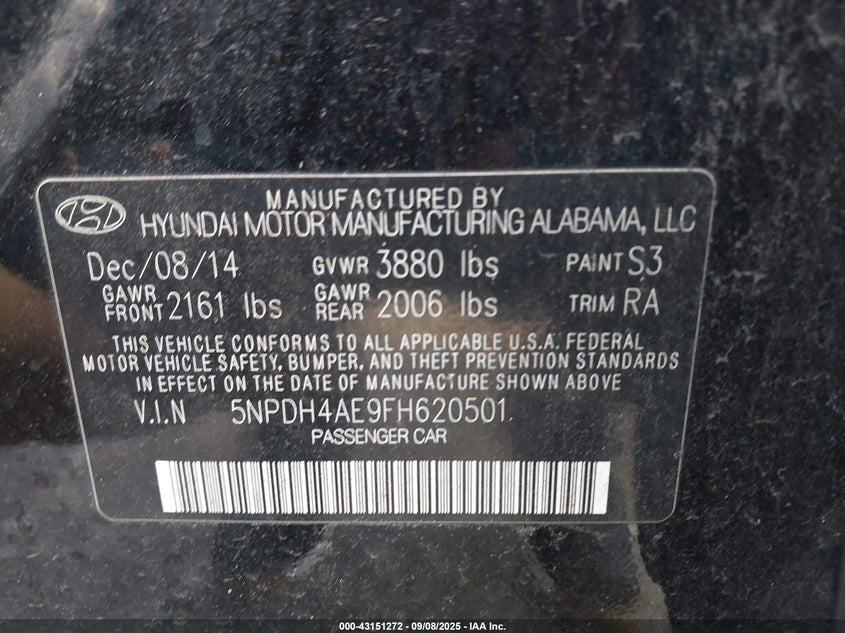 MANUFACTURED BY
HYUNDAI MOTOR MANUFACTURING ALABAMA, LLC
Dec/08/14 GVWR 3880 lbs PAINT S3
GAWR FRONT 2161 lbs GAWR REAR 2006 lbs TRIM RA
THIS VEHICLE CONFORMS TO ALL APPLICABLE U.S.A. FEDERAL
MOTOR VEHICLE SAFETY, BUMPER, AND THEFT PREVENTION STANDARDS
IN EFFECT ON THE DATE OF MANUFACTURE SHOWN ABOVE
V.I.N 5NPDH4AE9FH620501
PASSENGER CAR
000-43151272 - 09/08/2025 - IAA Inc.